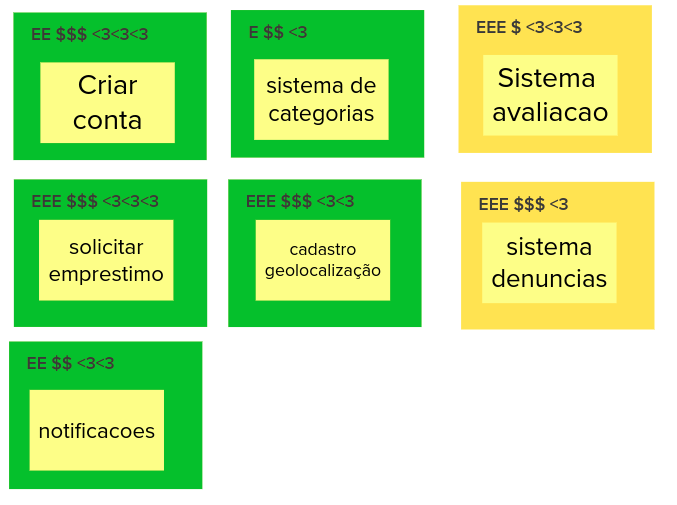 EE $$$ <3<3<3
Criar
conta
E $$ <3
sistema de
categorias
EEE $ <3<3<3
Sistema
avaliacao
EEE $$$ <3<3<3
solicitar
emprestimo
EEE $$$ <3<3
cadastro
geolocalização
EEE $$$ <3
sistema
denuncias
EE $$ <3<3
notificacoes